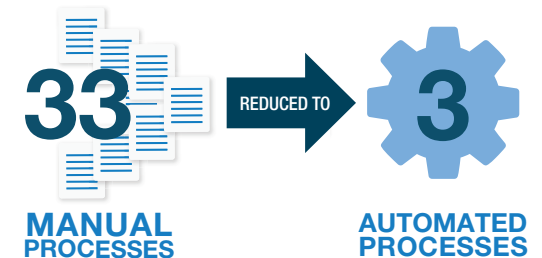 33
REDUCED TO
3
MANUAL
PROCESSES
AUTOMATED
PROCESSES